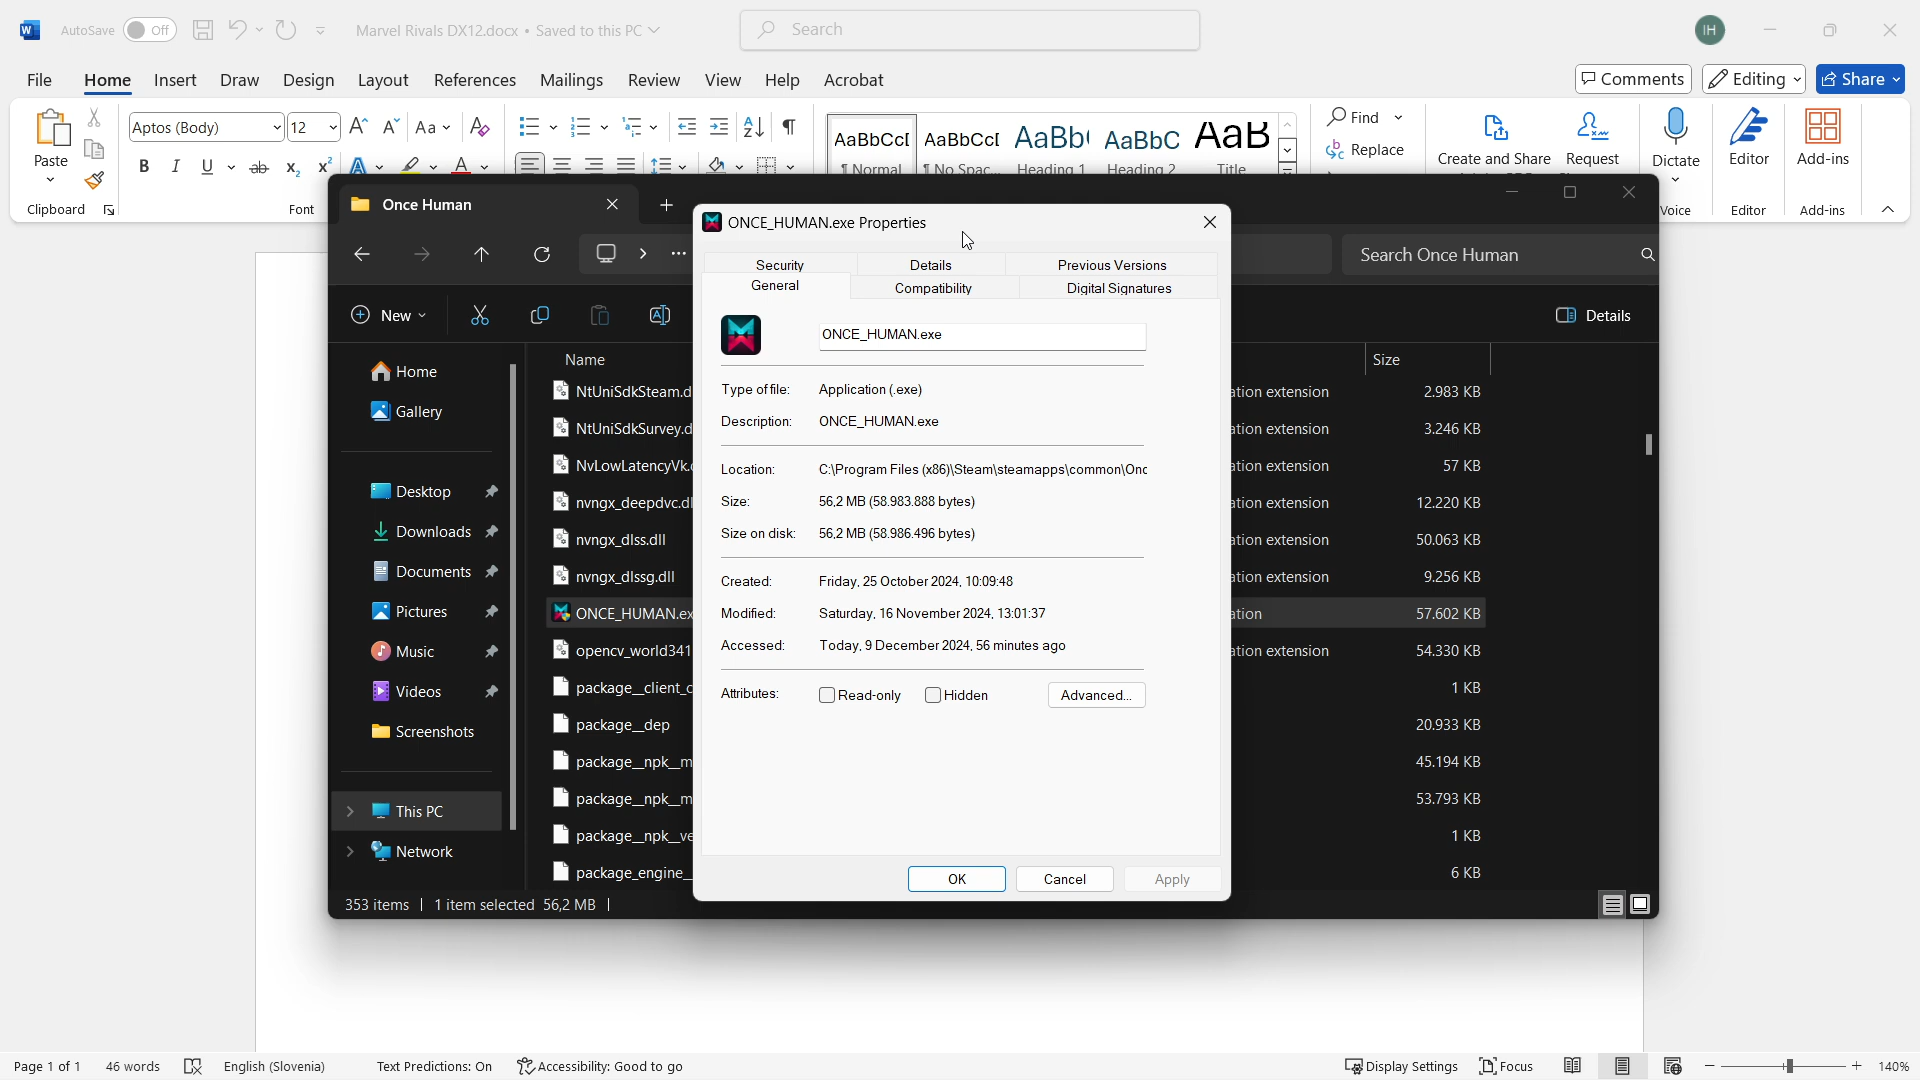 AutoSave Off Marvel Rivals DX12.docx • Saved to this PC Search IH
File Home Insert Draw Design Layout References Mailings Review View Help Acrobat Comments Editing Share
Paste Aptos (Body) 12 Aa AaBbCcI AaBbCcI AaBb( AaBbC AaB Find Replace Create and Share Request Dictate Editor Add-ins
B I U ab x₂ x² A A ¶ Normal ¶ No Spac... Heading 1 Heading 2 Title
Clipboard Font Voice Editor Add-ins
Once Human
ONCE_HUMAN.exe Properties
Search Once Human
Security Details Previous Versions
General Compatibility Digital Signatures
New Details
ONCE_HUMAN.exe
Name Size
Home
Gallery
Desktop
Downloads
Documents
Pictures
Music
Videos
Screenshots
This PC
Network
NtUniSdkSteam.d
NtUniSdkSurvey.d
NvLowLatencyVk.
nvngx_deepdvc.dl
nvngx_dlss.dll
nvngx_dlssg.dll
ONCE_HUMAN.ex
opencv_world341
package__client_c
package__dep
package__npk__m
package__npk__m
package__npk__ve
package_engine_
Type of file: Application (.exe)
Description: ONCE_HUMAN.exe
Location: C:\Program Files (x86)\Steam\steamapps\common\Onc
Size: 56,2 MB (58.983.888 bytes)
Size on disk: 56,2 MB (58.986.496 bytes)
Created: Friday, 25 October 2024, 10:09:48
Modified: Saturday, 16 November 2024, 13:01:37
Accessed: Today, 9 December 2024, 56 minutes ago
Attributes: Read-only Hidden Advanced...
OK Cancel Apply
ation extension 2.983 KB
ation extension 3.246 KB
ation extension 57 KB
ation extension 12.220 KB
ation extension 50.063 KB
ation extension 9.256 KB
ation 57.602 KB
ation extension 54.330 KB
1 KB
20.933 KB
45.194 KB
53.793 KB
1 KB
6 KB
353 items 1 item selected 56,2 MB
Page 1 of 1 46 words English (Slovenia) Text Predictions: On Accessibility: Good to go Display Settings Focus 140%